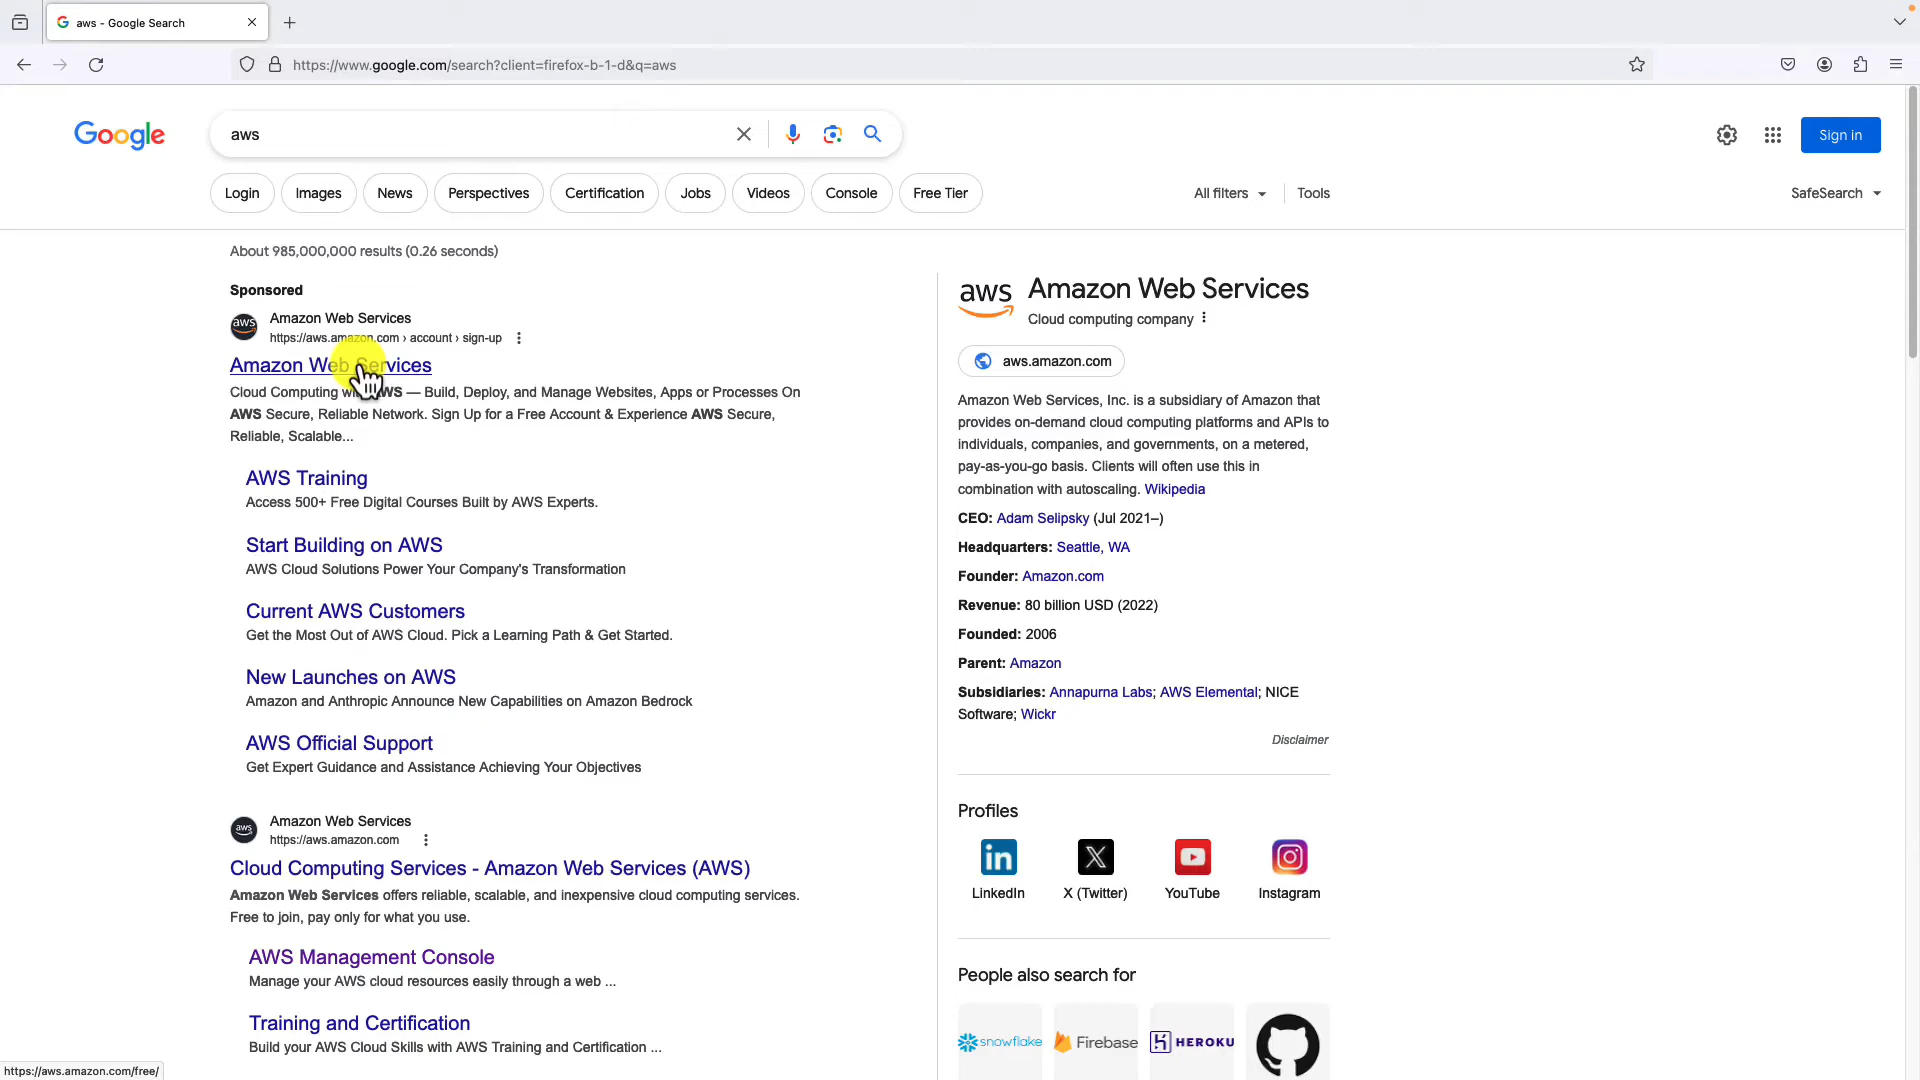 aws - Google Search
https://www.google.com/search?client=firefox-b-1-d&q=aws
Google
aws
Sign in
Login
Images
News
Perspectives
Certification
Jobs
Videos
Console
Free Tier
All filters
Tools
SafeSearch
About 985,000,000 results (0.26 seconds)
Sponsored
aws
Amazon Web Services
https://aws.amazon.com › account › sign-up
Amazon Web Services
Cloud Computing with AWS — Build, Deploy, and Manage Websites, Apps or Processes On
AWS Secure, Reliable Network. Sign Up for a Free Account & Experience AWS Secure,
Reliable, Scalable...
AWS Training
Access 500+ Free Digital Courses Built by AWS Experts.
Start Building on AWS
AWS Cloud Solutions Power Your Company's Transformation
Current AWS Customers
Get the Most Out of AWS Cloud. Pick a Learning Path & Get Started.
New Launches on AWS
Amazon and Anthropic Announce New Capabilities on Amazon Bedrock
AWS Official Support
Get Expert Guidance and Assistance Achieving Your Objectives
aws
Amazon Web Services
https://aws.amazon.com
Cloud Computing Services - Amazon Web Services (AWS)
Amazon Web Services offers reliable, scalable, and inexpensive cloud computing services.
Free to join, pay only for what you use.
AWS Management Console
Manage your AWS cloud resources easily through a web ...
Training and Certification
Build your AWS Cloud Skills with AWS Training and Certification ...
https://aws.amazon.com/free/
aws
Amazon Web Services
Cloud computing company
aws.amazon.com
Amazon Web Services, Inc. is a subsidiary of Amazon that
provides on-demand cloud computing platforms and APIs to
individuals, companies, and governments, on a metered,
pay-as-you-go basis. Clients will often use this in
combination with autoscaling. Wikipedia
CEO: Adam Selipsky (Jul 2021–)
Headquarters: Seattle, WA
Founder: Amazon.com
Revenue: 80 billion USD (2022)
Founded: 2006
Parent: Amazon
Subsidiaries: Annapurna Labs; AWS Elemental; NICE
Software; Wickr
Disclaimer
Profiles
in
LinkedIn
X (Twitter)
YouTube
Instagram
People also search for
snowflake
Firebase
HEROKU